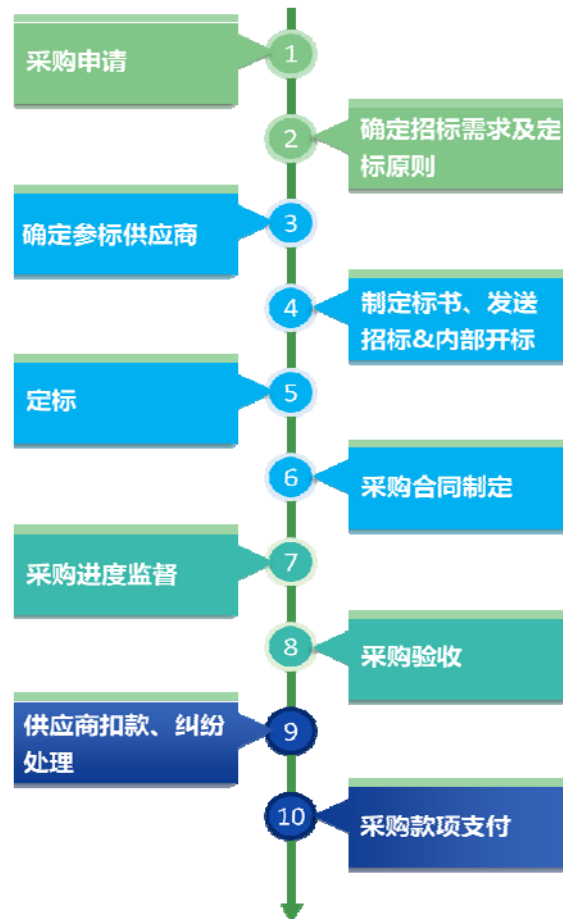 1
采购申请
2
确定招标需求及定
标原则
3
确定参标供应商
4
制定标书、发送
招标&内部开标
5
定标
6
采购合同制定
7
采购进度监督
8
采购验收
9
供应商扣款、纠纷
处理
10
采购款项支付